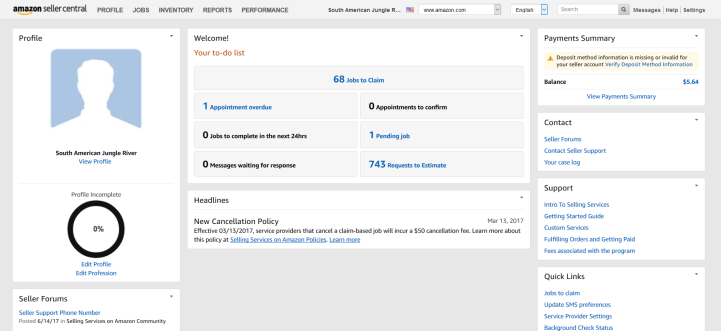 amazon seller central PROFILE JOBS INVENTORY REPORTS PERFORMANCE South American Jungle R... www.amazon.com English Search Messages | Help | Settings
Profile
South American Jungle River
View Profile
Profile Incomplete
0%
Edit Profile
Edit Profession
Seller Forums
Seller Support Phone Number
Posted 6/14/17 in Selling Services on Amazon Community
Welcome!
Your to-do list
68 Jobs to Claim
1 Appointment overdue
0 Appointments to confirm
0 Jobs to complete in the next 24hrs
1 Pending job
0 Messages waiting for response
743 Requests to Estimate
Headlines
New Cancellation Policy Mar 13, 2017
Effective 03/13/2017, service providers that cancel a claim-based job will incur a $50 cancellation fee. Learn more about
this policy at Selling Services on Amazon Policies. Learn more
Payments Summary
Deposit method information is missing or invalid for
your seller account Verify Deposit Method Information
Balance $5.64
View Payments Summary
Contact
Seller Forums
Contact Seller Support
Your case log
Support
Intro To Selling Services
Getting Started Guide
Custom Services
Fulfilling Orders and Getting Paid
Fees associated with the program
Quick Links
Jobs to claim
Update SMS preferences
Service Provider Settings
Background Check Status